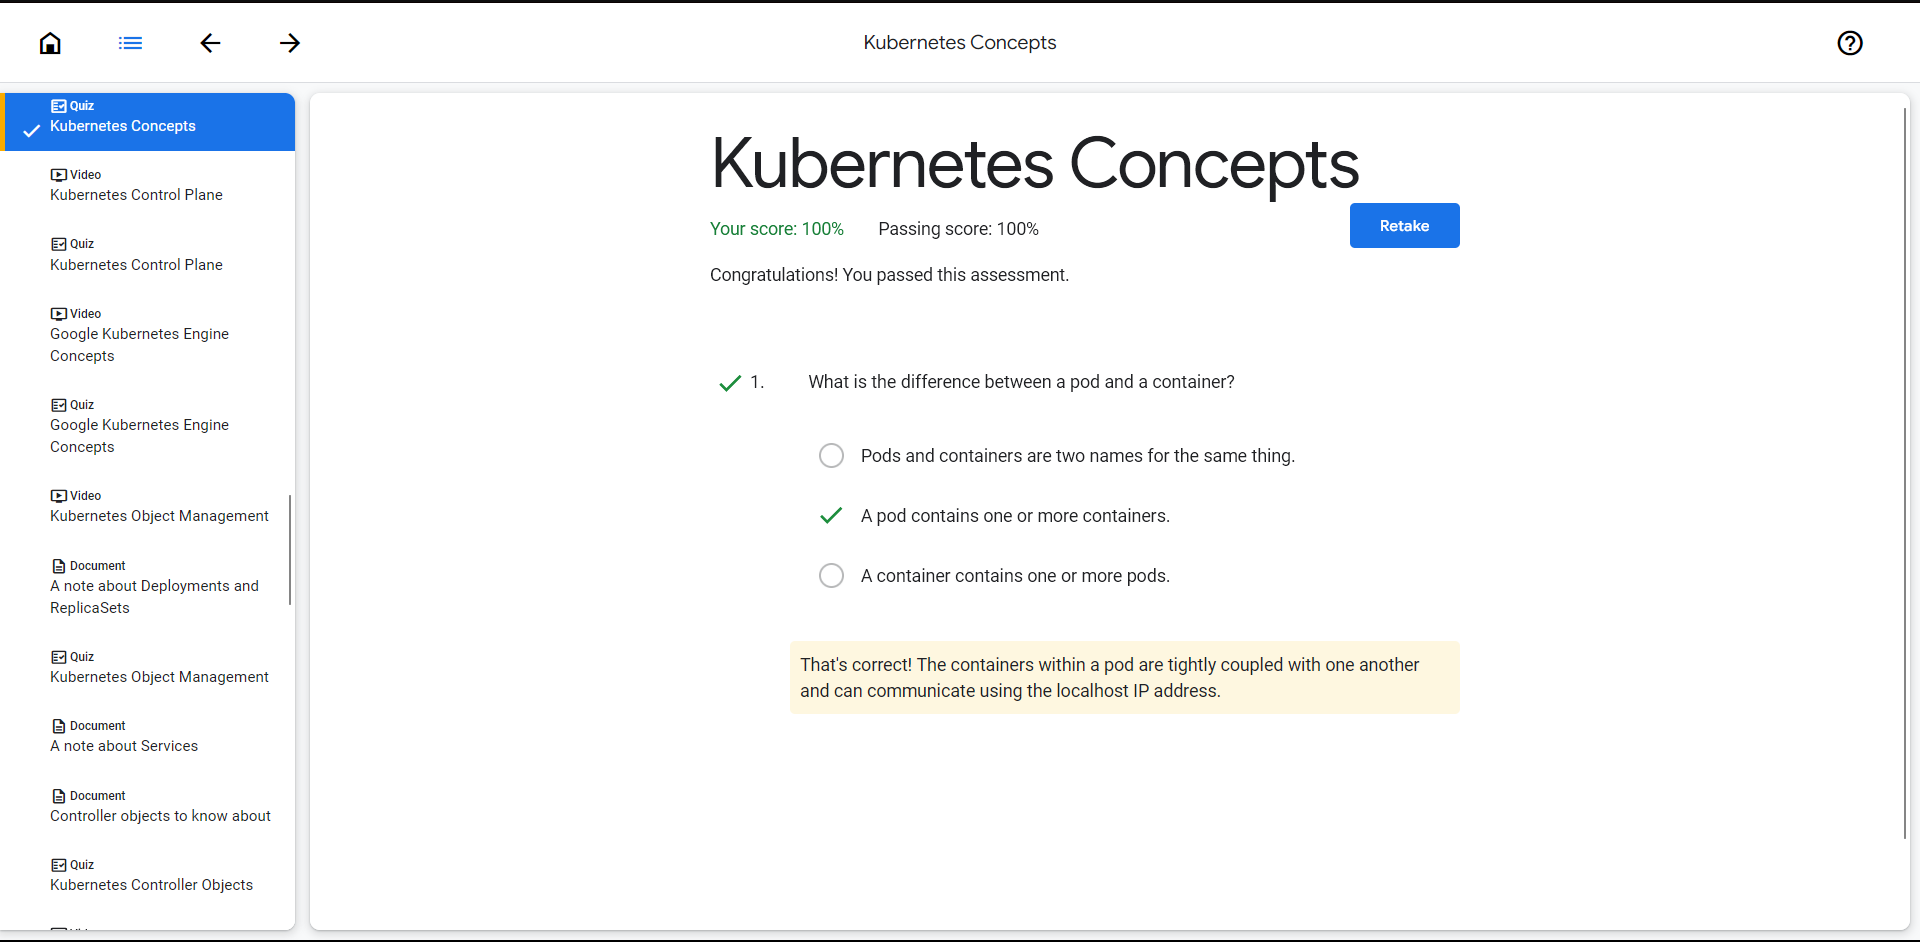 Kubernetes Concepts
Quiz
Kubernetes Concepts
Video
Kubernetes Control Plane
Quiz
Kubernetes Control Plane
Video
Google Kubernetes Engine
Concepts
Quiz
Google Kubernetes Engine
Concepts
Video
Kubernetes Object Management
Document
A note about Deployments and
ReplicaSets
Quiz
Kubernetes Object Management
Document
A note about Services
Document
Controller objects to know about
Quiz
Kubernetes Controller Objects
Kubernetes Concepts
Your score: 100% Passing score: 100%
Retake
Congratulations! You passed this assessment.
1. What is the difference between a pod and a container?
Pods and containers are two names for the same thing.
A pod contains one or more containers.
A container contains one or more pods.
That's correct! The containers within a pod are tightly coupled with one another
and can communicate using the localhost IP address.